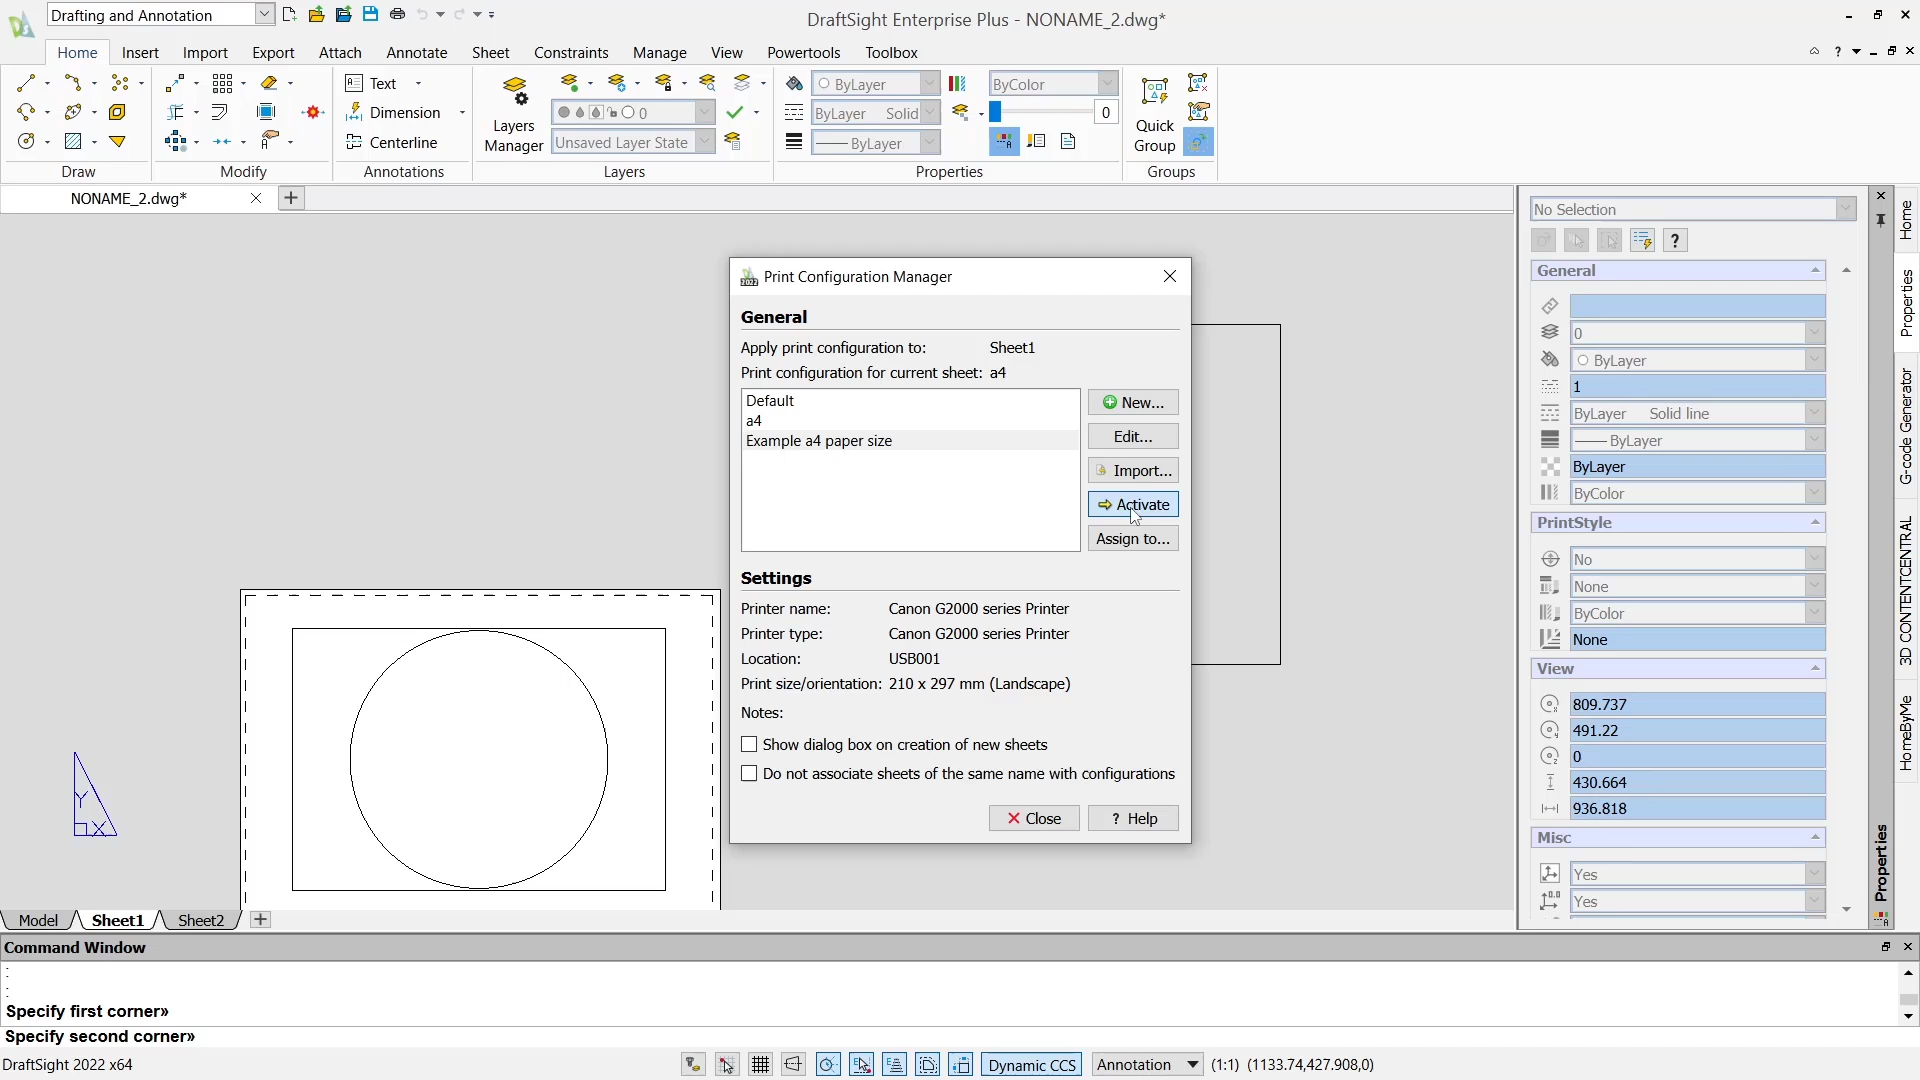 Drafting and Annotation
DraftSight Enterprise Plus - NONAME_2.dwg*
Home Insert Import Export Attach Annotate Sheet Constraints Manage View Powertools Toolbox
Text
Dimension
Centerline
Layers
Manager
0
Unsaved Layer State
ByLayer
ByLayer Solid
ByLayer
ByColor
0
Quick
Group
Draw Modify Annotations Layers Properties Groups
NONAME_2.dwg*
Print Configuration Manager
2022
General
Apply print configuration to: Sheet1
Print configuration for current sheet: a4
Default
a4
Example a4 paper size
New...
Edit...
Import...
Activate
Assign to...
Settings
Printer name: Canon G2000 series Printer
Printer type: Canon G2000 series Printer
Location: USB001
Print size/orientation: 210 x 297 mm (Landscape)
Notes:
Show dialog box on creation of new sheets
Do not associate sheets of the same name with configurations
Close
? Help
Y
X
No Selection
?
General
0
ByLayer
1
ByLayer Solid line
ByLayer
ByLayer
ByColor
PrintStyle
No
None
ByColor
None
View
809.737
491.22
0
430.664
936.818
Misc
Yes
Yes
Properties
Home
Properties
G-code Generator
3D CONTENTCENTRAL
HomeByMe
Model Sheet1 Sheet2
Command Window
:
:
Specify first corner»
Specify second corner»
DraftSight 2022 x64
Dynamic CCS
Annotation
(1:1) (1133.74,427.908,0)